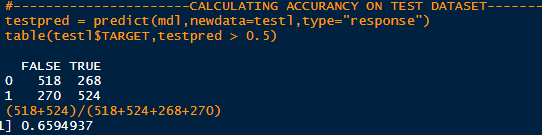 #----------------------CALCULATING ACCURANCY ON TEST DATASET-------
testpred = predict(mdl,newdata=testl,type="response")
table(testl$TARGET,testpred > 0.5)
FALSE TRUE
0 518 268
1 270 524
(518+524)/(518+524+268+270)
1] 0.6594937